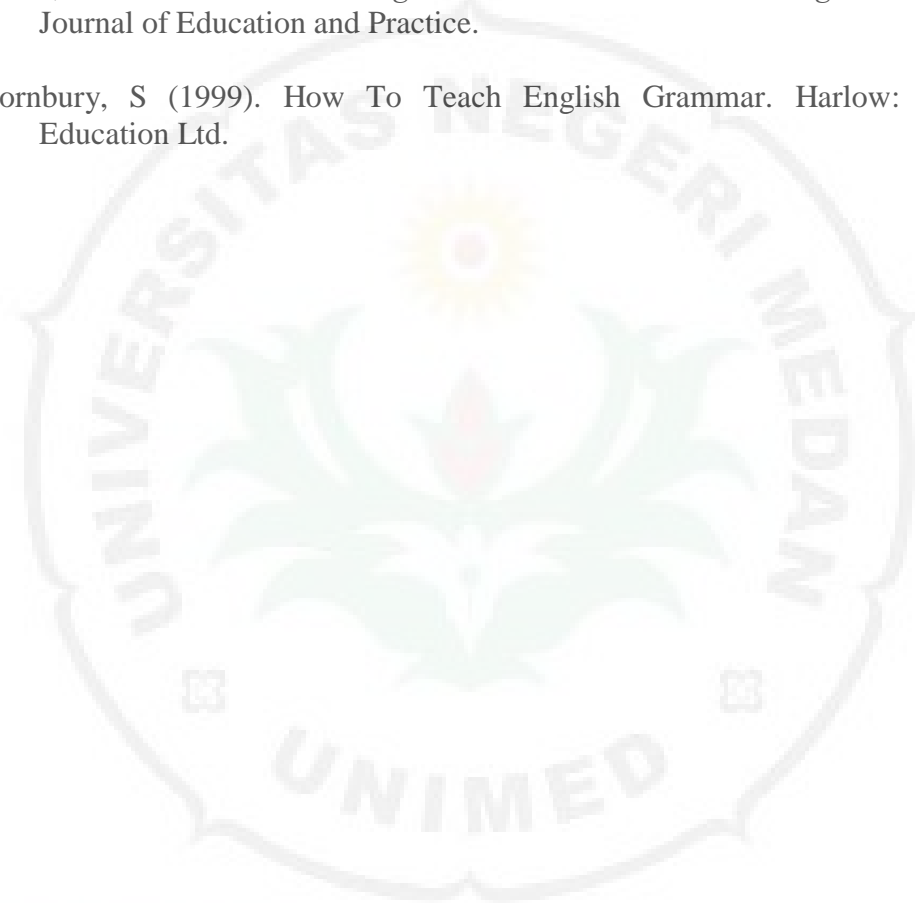 Journal of Education and Practice.
ornbury, S (1999). How To Teach English Grammar. Harlow:
Education Ltd.
UNIVERSITAS NEGERI MEDAN
UNIMED